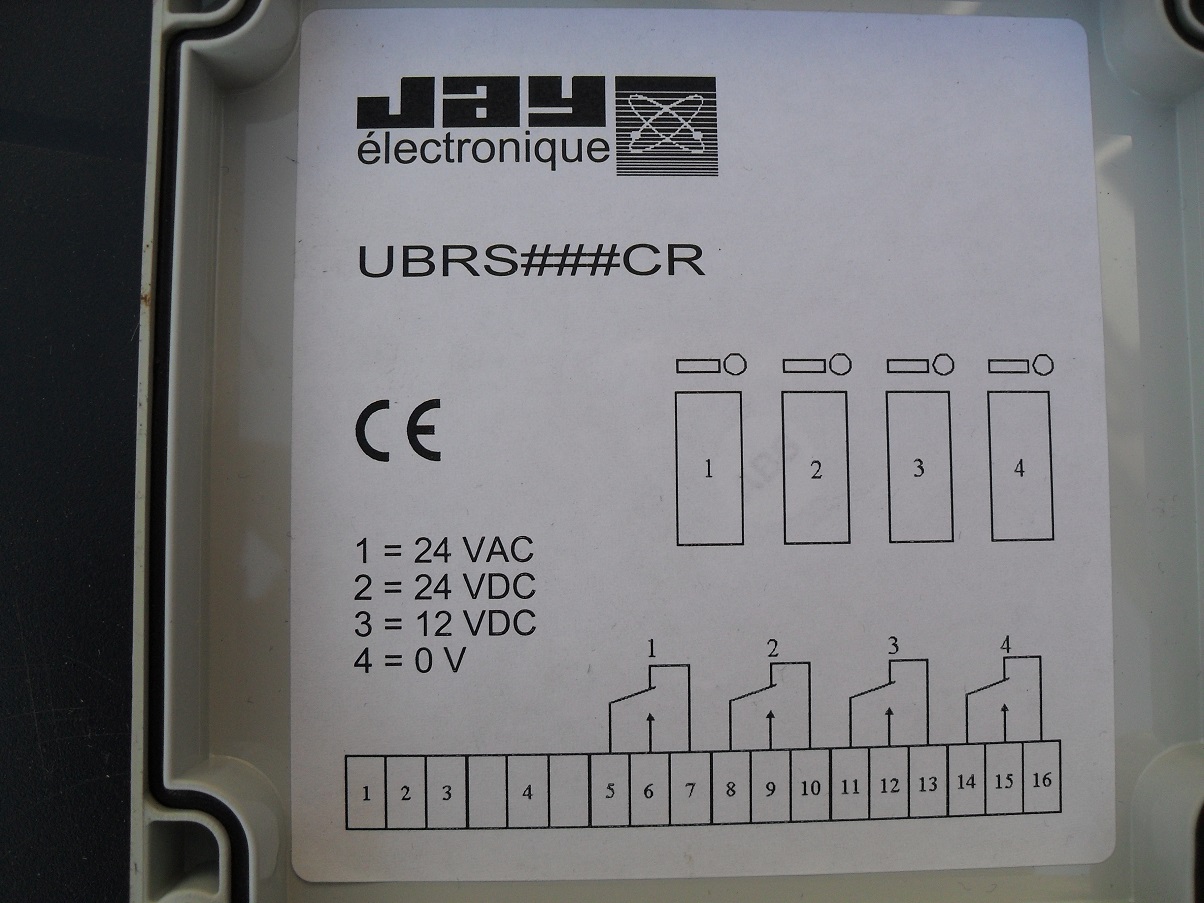 Jay
électronique
UBRS###CR
CE
1 2 3 4
1 = 24 VAC
2 = 24 VDC
3 = 12 VDC
4 = 0 V
1 2 3 4
1 2 3 4 5 6 7 8 9 10 11 12 13 14 15 16